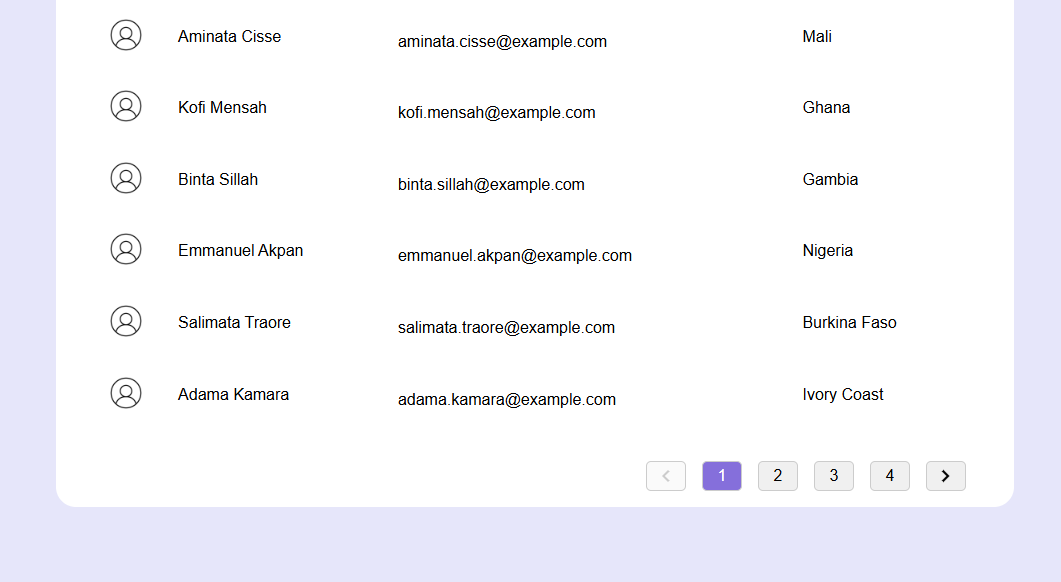 Aminata Cisse aminata.cisse@example.com Mali
Kofi Mensah kofi.mensah@example.com Ghana
Binta Sillah binta.sillah@example.com Gambia
Emmanuel Akpan emmanuel.akpan@example.com Nigeria
Salimata Traore salimata.traore@example.com Burkina Faso
Adama Kamara adama.kamara@example.com Ivory Coast
1 2 3 4